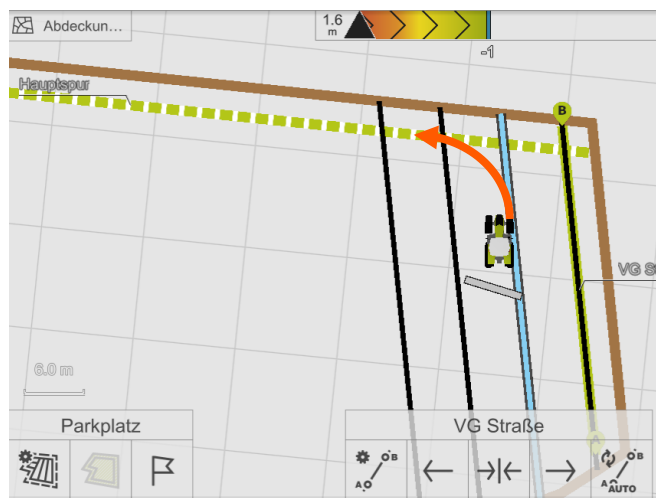 Abdeckun...
1.6
m
-1
Hauptspur
B
VG S
6.0 m
A
Parkplatz
VG Straße
B
A
B
A AUTO